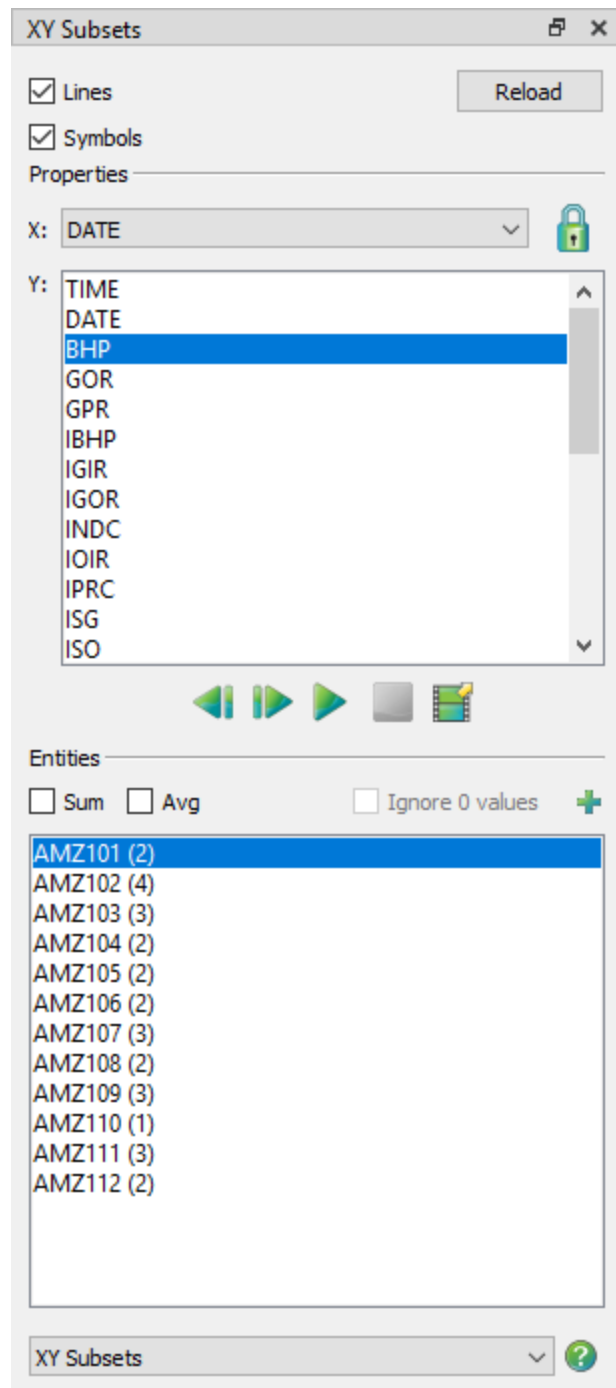 XY Subsets
Lines
Reload
Symbols
Properties
X: DATE
Y: TIME
DATE
BHP
GOR
GPR
IBHP
IGIR
IGOR
INDC
IOIR
IPRC
ISG
ISO
Entities
Sum Avg Ignore 0 values
AMZ101 (2)
AMZ102 (4)
AMZ103 (3)
AMZ104 (2)
AMZ105 (2)
AMZ106 (2)
AMZ107 (3)
AMZ108 (2)
AMZ109 (3)
AMZ110 (1)
AMZ111 (3)
AMZ112 (2)
XY Subsets